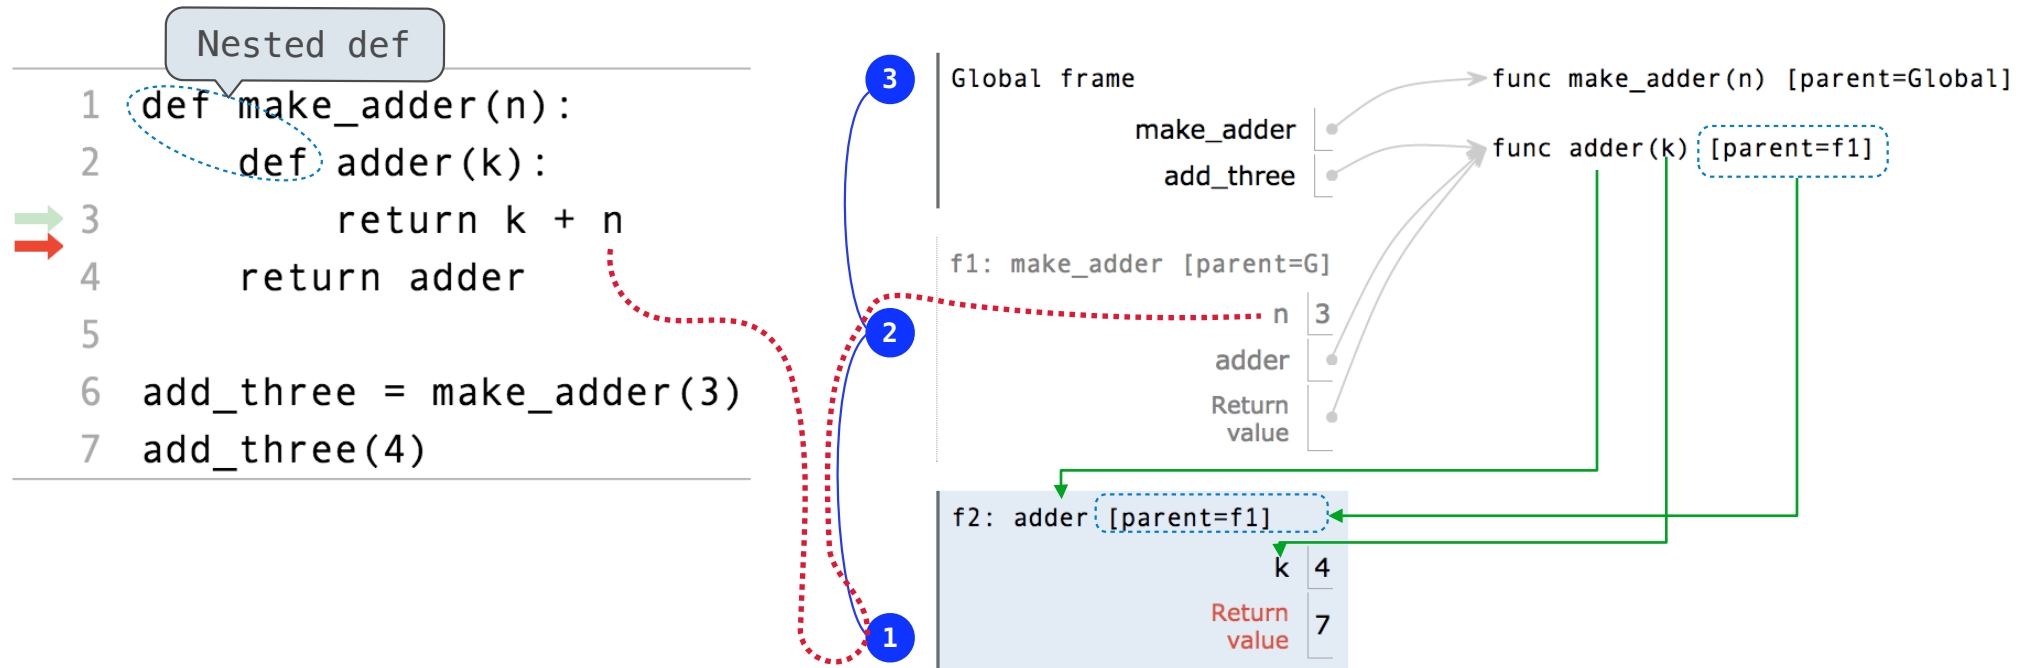 Nested def
1 def make_adder(n):
2 def adder(k):
3 return k + n
4 return adder
5
6 add_three = make_adder(3)
7 add_three(4)
3
Global frame
make_adder
add_three
func make_adder(n) [parent=Global]
func adder(k) [parent=f1]
2
f1: make_adder [parent=G]
n 3
adder
Return
value
1
f2: adder [parent=f1]
k 4
Return
value 7